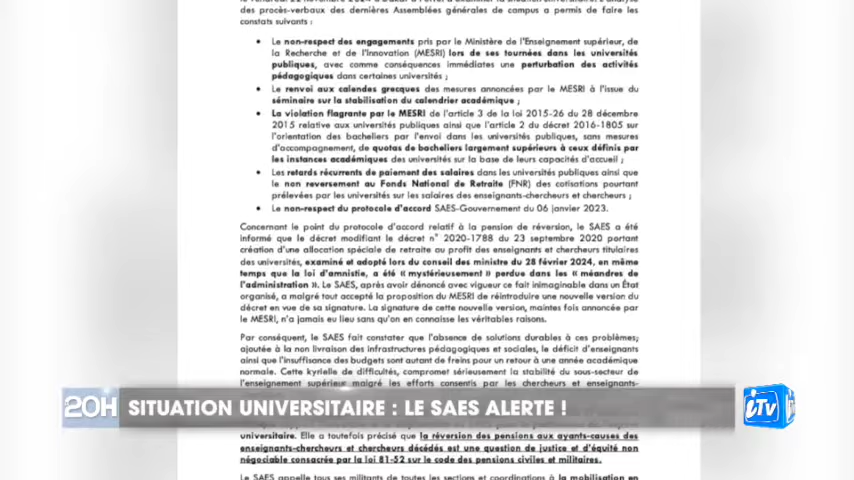 des procès-verbaux des dernières Assemblées générales de campus a permis de faire les
constats suivants :
• Le non-respect des engagements pris par le Ministère de l'Enseignement supérieur, de
la Recherche et de l'Innovation (MESRI) lors de ses tournées dans les universités
publiques, avec comme conséquences immédiates une perturbation des activités
pédagogiques dans certaines universités ;
• Le renvoi aux calendes grecques des mesures annoncées par le MESRI à l'issue du
séminaire sur la stabilisation du calendrier académique ;
• La violation flagrante par le MESRI de l'article 3 de la loi 2015-26 du 28 décembre
2015 relative aux universités publiques ainsi que l'article 2 du décret 2016-1805 sur
l'orientation des bacheliers par l'envoi dans les universités publiques, sans mesures
d'accompagnement, de quotas de bacheliers largement supérieurs à ceux définis par
les instances académiques des universités sur la base de leurs capacités d'accueil ;
• Les retards récurrents de paiement des salaires dans les universités publiques ainsi que
le non reversement au Fonds National de Retraite (FNR) des cotisations pourtant
prélevées par les universités sur les salaires des enseignants-chercheurs et chercheurs ;
• Le non-respect du protocole d'accord SAES-Gouvernement du 06 janvier 2023.
Concernant le point du protocole d'accord relatif à la pension de réversion, le SAES a été
informé que le décret modifiant le décret n° 2020-1788 du 23 septembre 2020 portant
création d'une allocation spéciale de retraite au profit des enseignants et chercheurs titulaires
des universités, examiné et adopté lors du conseil des ministre du 28 février 2024, en même
temps que la loi d'amnistie, a été « mystérieusement » perdue dans les « méandres de
l'administration ». Le SAES, après avoir dénoncé avec vigueur ce fait inimaginable dans un État
organisé, a malgré tout accepté la proposition du MESRI de réintroduire une nouvelle version du
décret en vue de sa signature. La signature de cette nouvelle version, maintes fois annoncée par
le MESRI, n'a jamais eu lieu sans qu'on en connaisse les véritables raisons.
Par conséquent, le SAES fait constater que l'absence de solutions durables à ces problèmes;
ajoutée à la non livraison des infrastructures pédagogiques et sociales, le déficit d'enseignants
ainsi que l'insuffisance des budgets sont autant de freins pour un retour à une année académique
normale. Cette kyrielle de difficultés, compromet sérieusement la stabilité du sous-secteur de
l'enseignement supérieur malgré les efforts consentis par les chercheurs et enseignants-
20H SITUATION UNIVERSITAIRE : LE SAES ALERTE !
iTv
universitaire. Elle a toutefois précisé que la réversion des pensions aux ayants-causes des
enseignants-chercheurs et chercheurs décédés est une question de justice et d'équité non
négociable consacrée par la loi 81-52 sur le code des pensions civiles et militaires.
Le SAES appelle tous ses militants de toutes les sections et coordinations à la mobilisation en